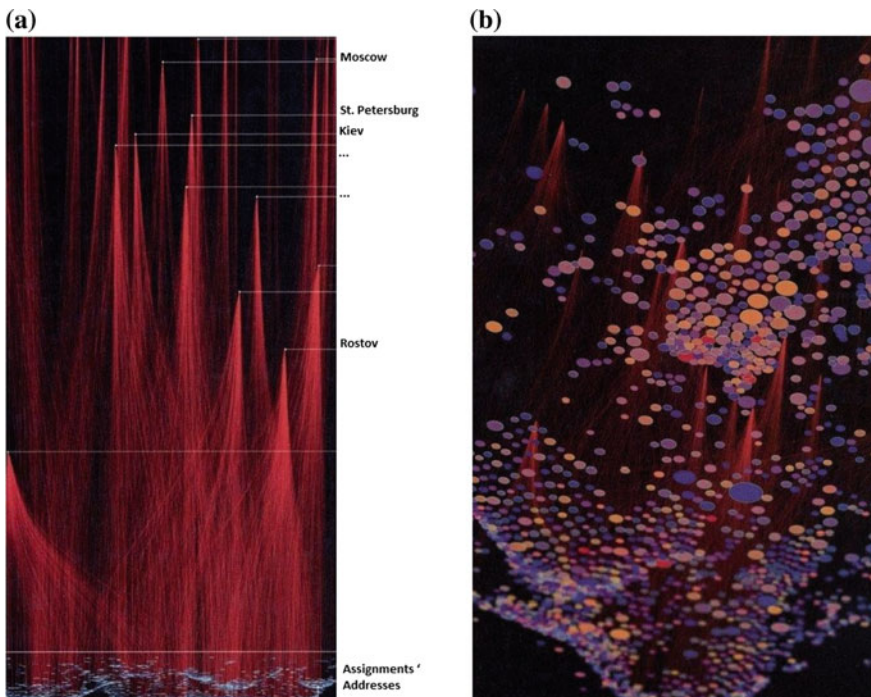 (a)
(b)
Moscow
St. Petersburg
Kiev
...
...
Rostov
Assignments ‘
Addresses